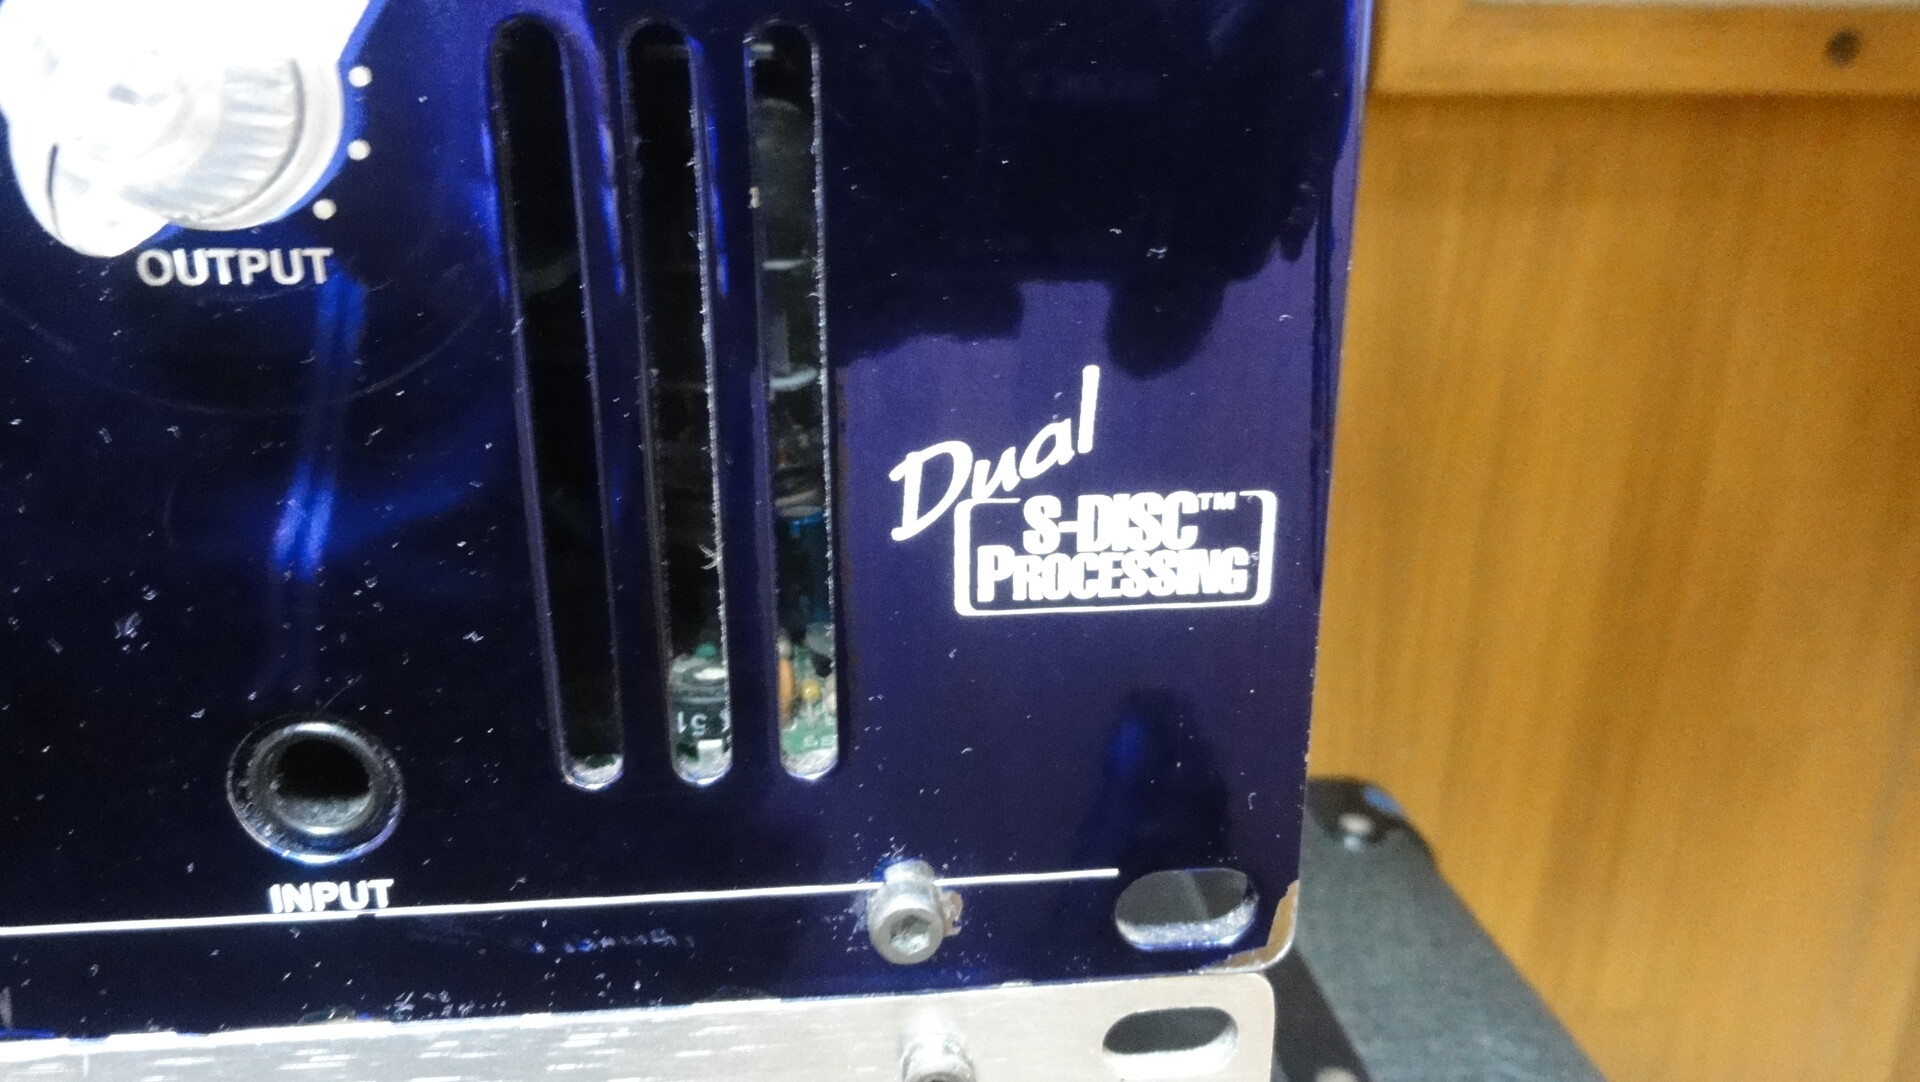 OUTPUT
Dual
S-DISC™
PROCESSING
INPUT